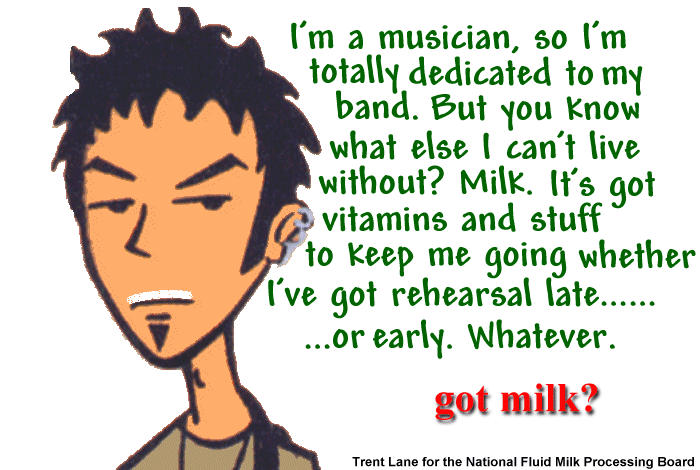 I'm a musician, so I'm
totally dedicated to my
band. But you know
what else I can't live
without? Milk. It's got
vitamins and stuff
to keep me going whether
I've got rehearsal late......
...or early. Whatever.
got milk?
Trent Lane for the National Fluid Milk Processing Board